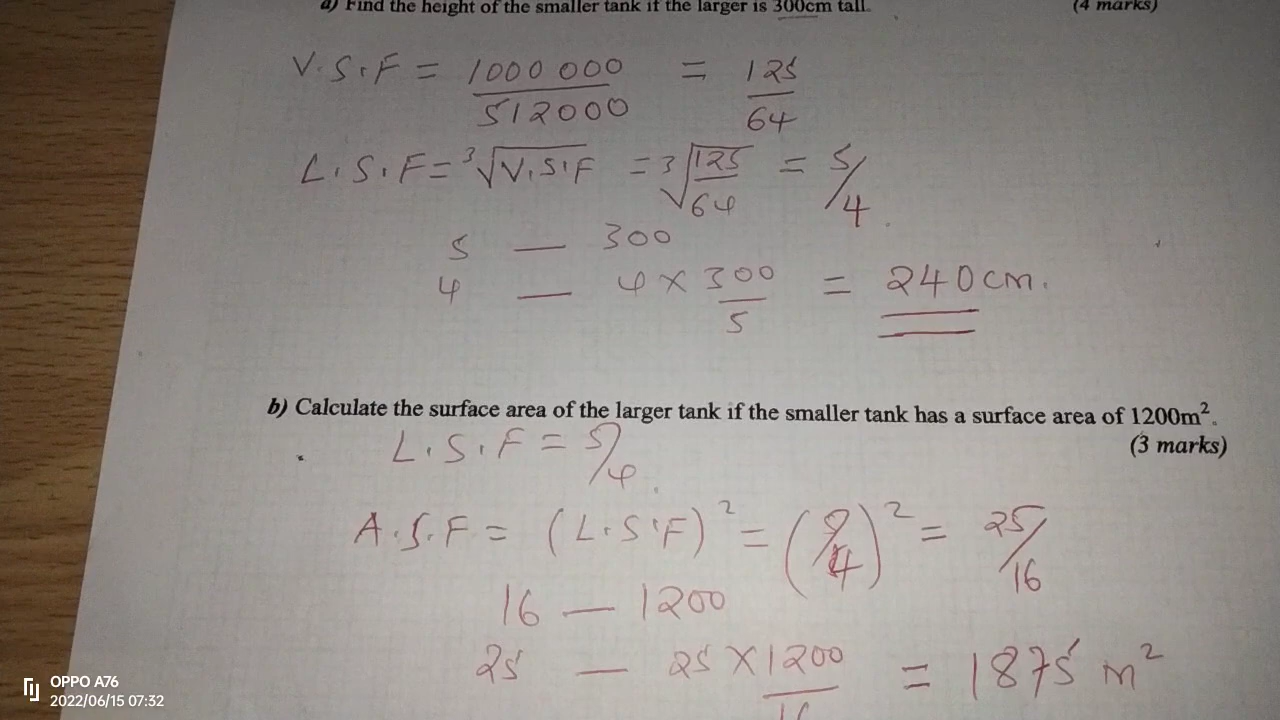 a) Find the height of the smaller tank if the larger is 300cm tall. (4 marks)
V.S.F = 1000 000 / 512000 = 125 / 64
L.S.F = ³√V.S.F = ³√125/64 = 5/4.
5 — 300
4 — 4 × 300 / 5 = 240cm.
b) Calculate the surface area of the larger tank if the smaller tank has a surface area of 1200m².
(3 marks)
L.S.F = 5/4.
A.S.F = (L.S.F)² = (5/4)² = 25/16
16 — 1200
25 — 25 × 1200 / 16 = 1875 m²
OPPO A76
2022/06/15 07:32